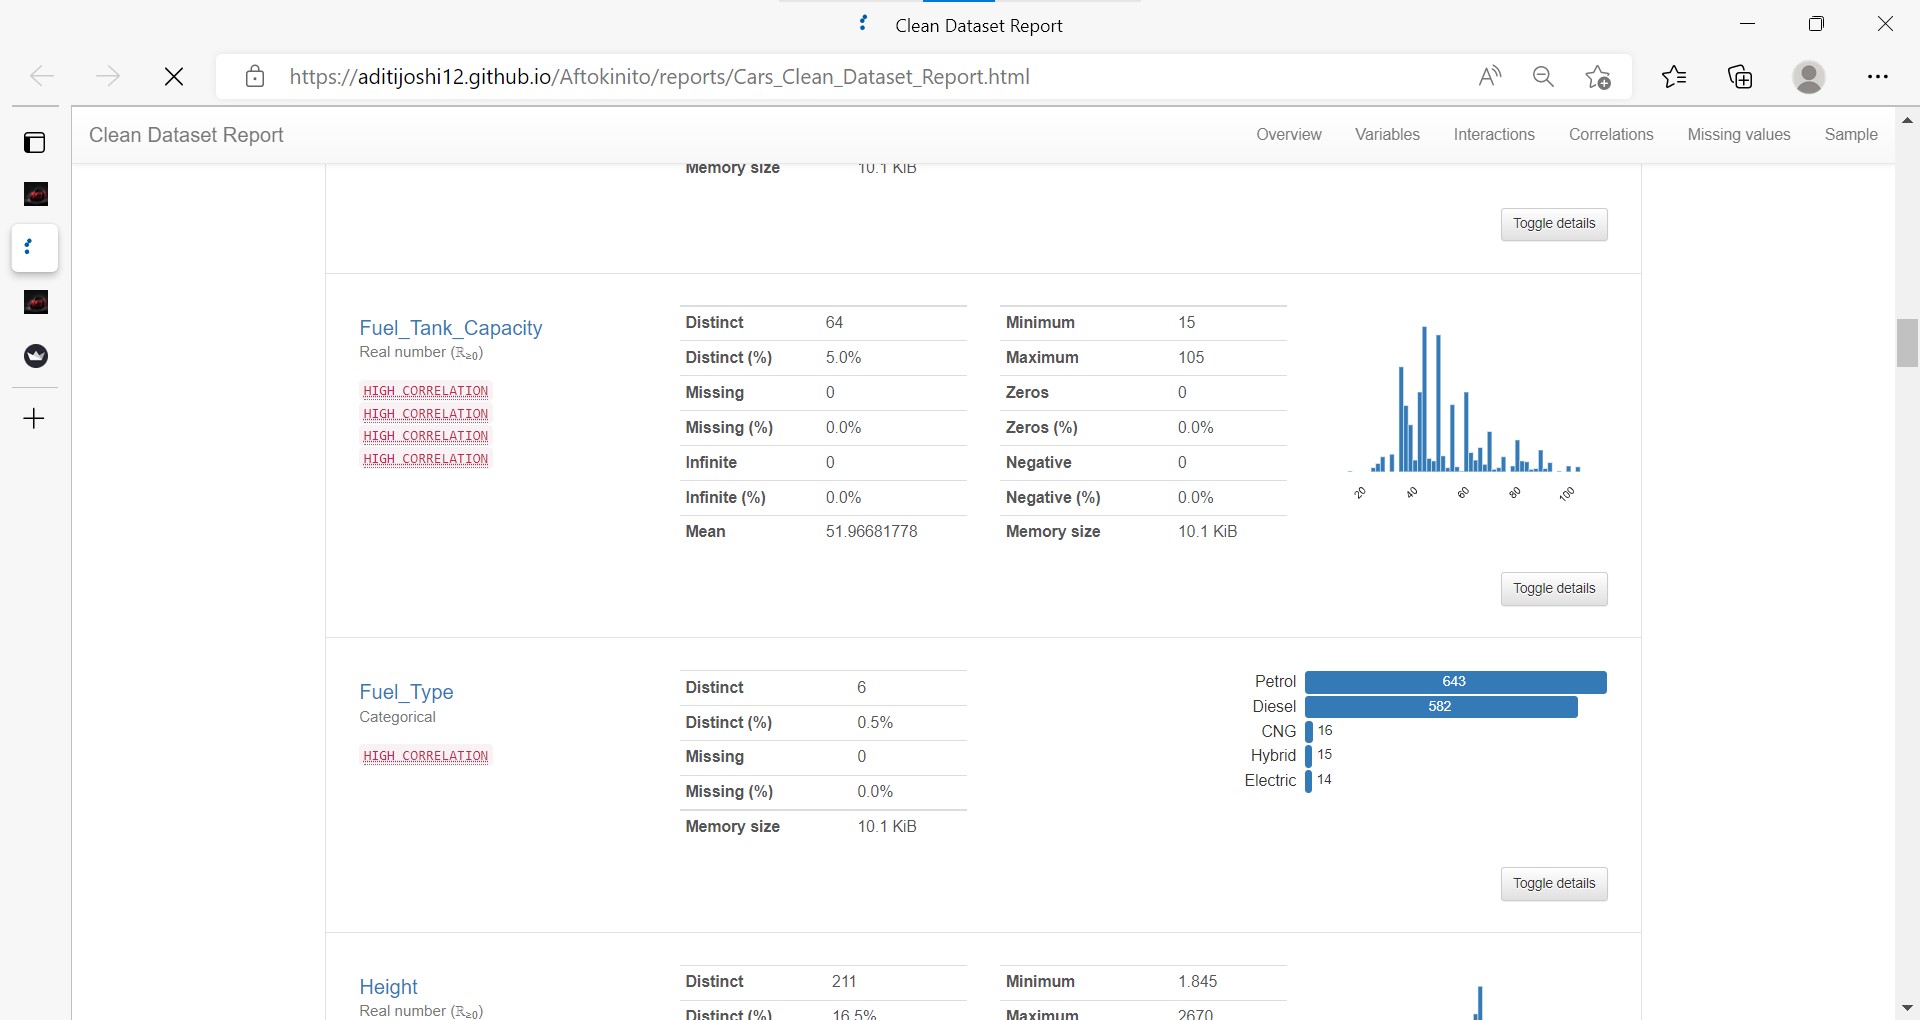 Clean Dataset Report
https://aditijoshi12.github.io/Aftokinito/reports/Cars_Clean_Dataset_Report.html
Clean Dataset Report Overview Variables Interactions Correlations Missing values Sample
Memory size 10.1 KiB
Toggle details
Fuel_Tank_Capacity
Real number (ℝ≥0)
HIGH CORRELATION
HIGH CORRELATION
HIGH CORRELATION
HIGH CORRELATION
Distinct 64
Distinct (%) 5.0%
Missing 0
Missing (%) 0.0%
Infinite 0
Infinite (%) 0.0%
Mean 51.96681778
Minimum 15
Maximum 105
Zeros 0
Zeros (%) 0.0%
Negative 0
Negative (%) 0.0%
Memory size 10.1 KiB
20 40 60 80 100
Toggle details
Fuel_Type
Categorical
HIGH CORRELATION
Distinct 6
Distinct (%) 0.5%
Missing 0
Missing (%) 0.0%
Memory size 10.1 KiB
Petrol 643
Diesel 582
CNG 16
Hybrid 15
Electric 14
Toggle details
Height
Real number (ℝ≥0)
Distinct 211
Distinct (%) 16.5%
Minimum 1.845
Maximum 2670